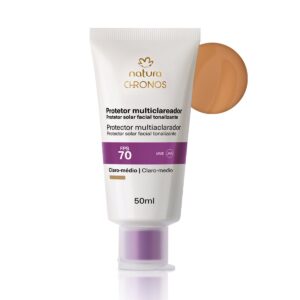 natura
CHRONOS
Protetor multiclareador
Protetor solar facial tonalizante
Protector multiaclarador
Protector solar facial tonalizante
FPS
70
UVA
Claro-médio | Claro-medio
50ml